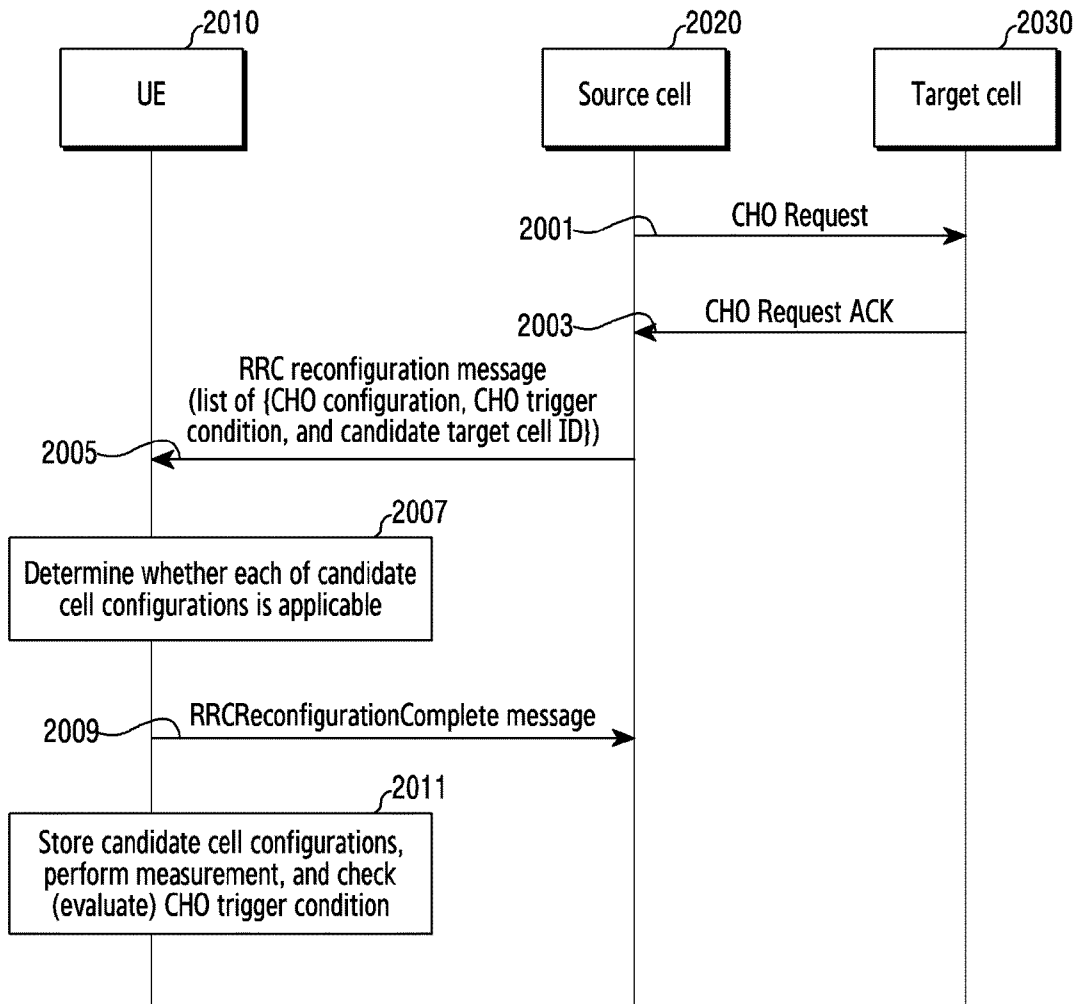 2010
2020
2030
UE
Source cell
Target cell
2001
CHO Request
2003
CHO Request ACK
RRC reconfiguration message
(list of {CHO configuration, CHO trigger
condition, and candidate target cell ID})
2005
2007
Determine whether each of candidate
cell configurations is applicable
2009
RRCReconfigurationComplete message
2011
Store candidate cell configurations,
perform measurement, and check
(evaluate) CHO trigger condition